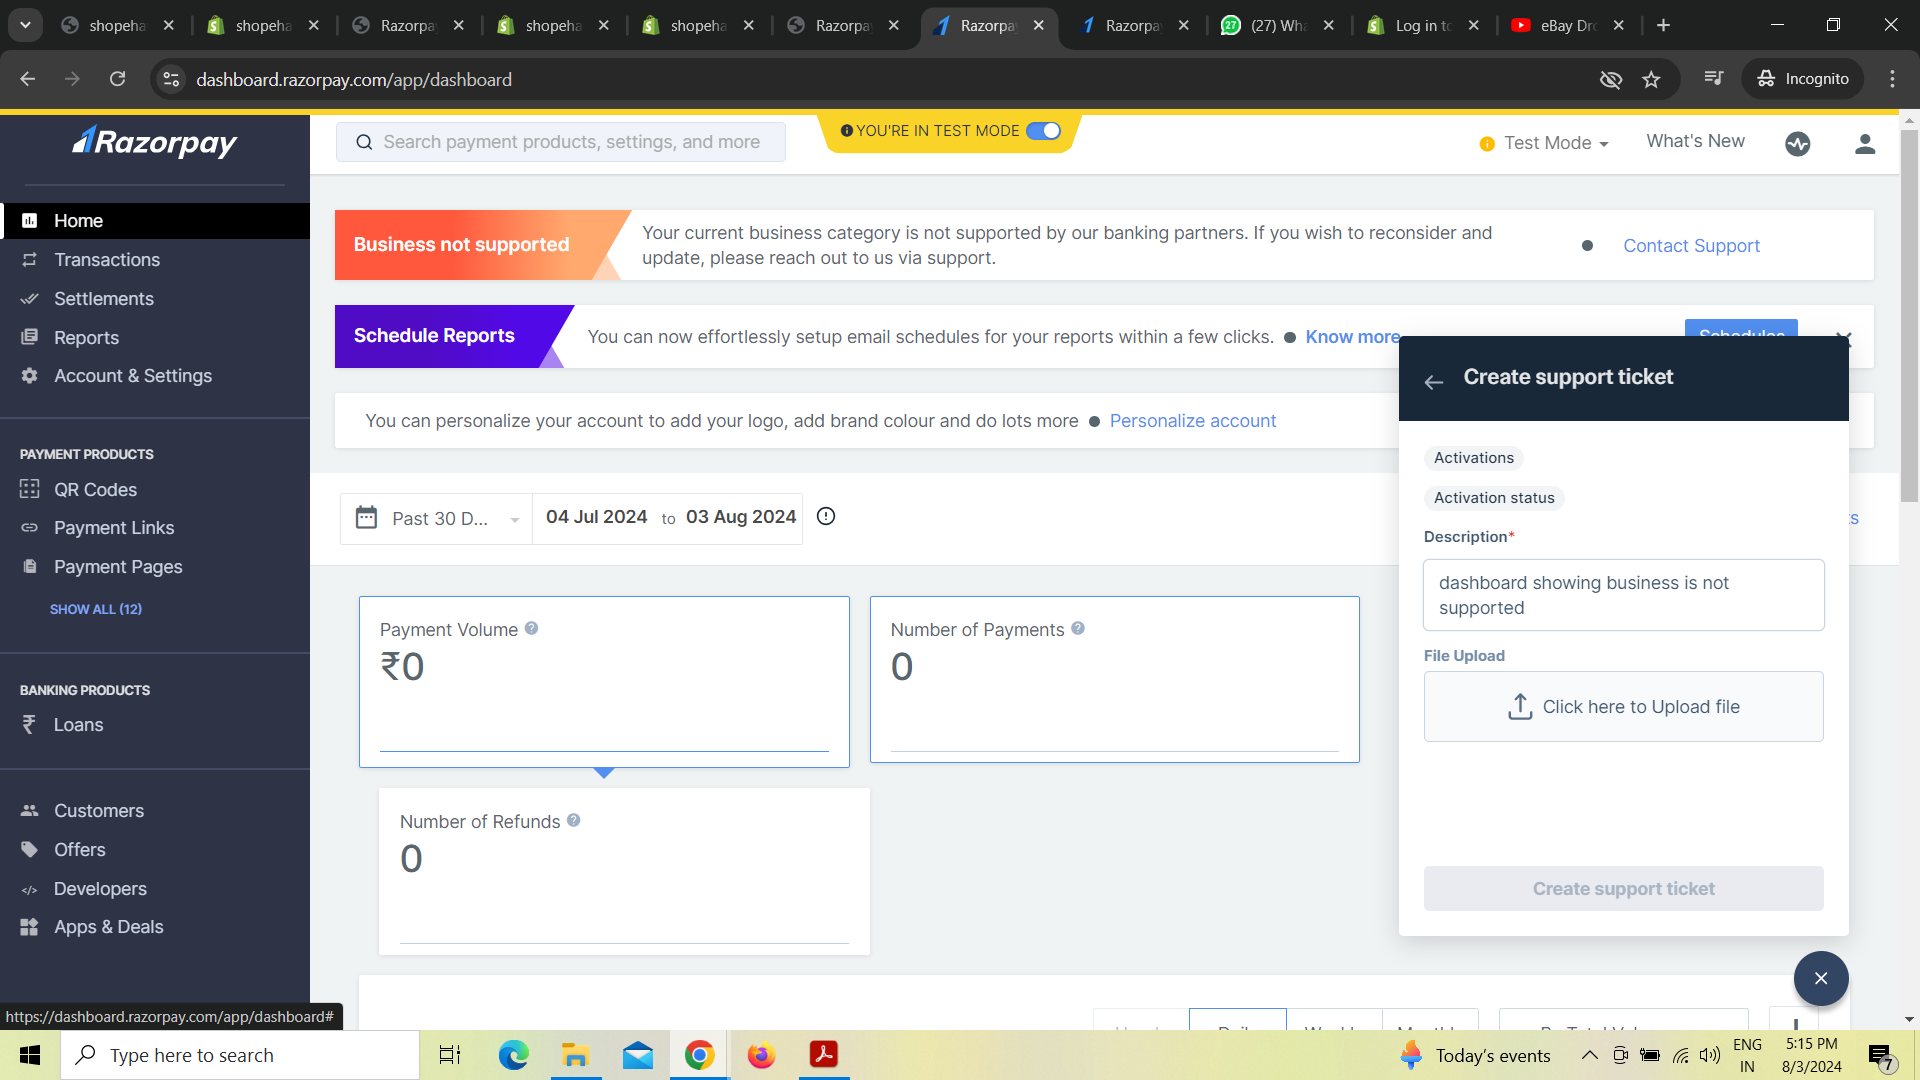 shopeha
shopeha
Razorpa
shopeha
shopeha
Razorpa
Razorpa
Razorpa
(27) Wha
Log in to
eBay Dro
dashboard.razorpay.com/app/dashboard
Incognito
Razorpay
Search payment products, settings, and more
YOU'RE IN TEST MODE
Test Mode
What's New
Home
Transactions
Settlements
Reports
Account & Settings
PAYMENT PRODUCTS
QR Codes
Payment Links
Payment Pages
SHOW ALL (12)
BANKING PRODUCTS
Loans
Customers
Offers
Developers
Apps & Deals
https://dashboard.razorpay.com/app/dashboard#
Business not supported
Your current business category is not supported by our banking partners. If you wish to reconsider and
update, please reach out to us via support.
Contact Support
Schedule Reports
You can now effortlessly setup email schedules for your reports within a few clicks.
Know more
Schedules
You can personalize your account to add your logo, add brand colour and do lots more
Personalize account
Past 30 D...
04 Jul 2024 to 03 Aug 2024
Payment Volume
₹0
Number of Payments
0
Number of Refunds
0
Create support ticket
Activations
Activation status
Description*
dashboard showing business is not
supported
File Upload
Click here to Upload file
Create support ticket
Type here to search
Today's events
ENG
IN
5:15 PM
8/3/2024
7